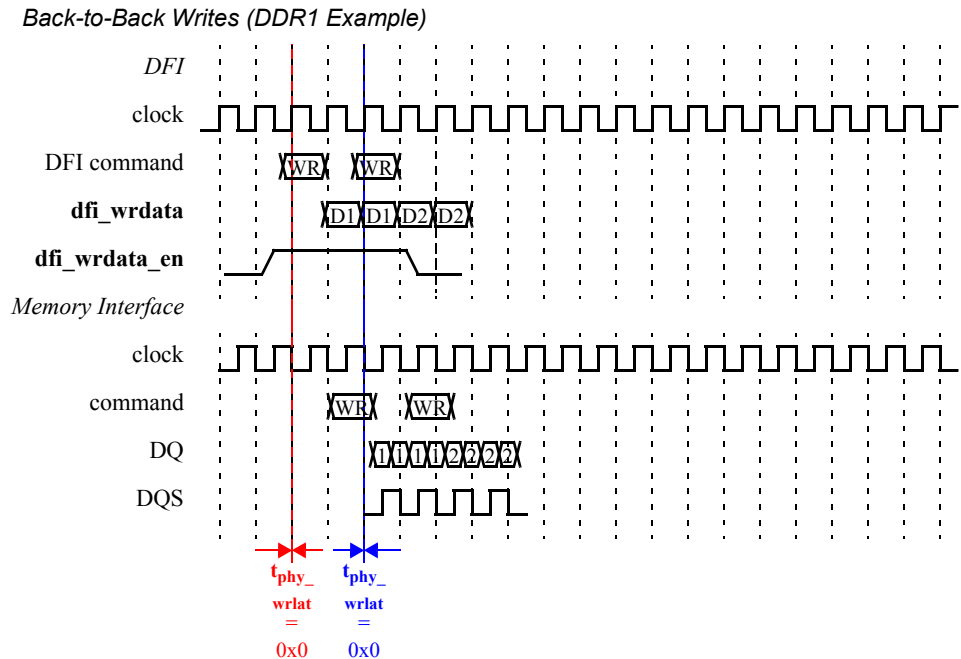 Back-to-Back Writes (DDR1 Example)
DFI
clock
DFI command WR WR
dfi_wrdata D1 D1 D2 D2
dfi_wrdata_en
Memory Interface
clock
command WR WR
DQ 1 1 1 1 2 2 2 2
DQS
tphy_ tphy_
wrlat wrlat
= =
0x0 0x0